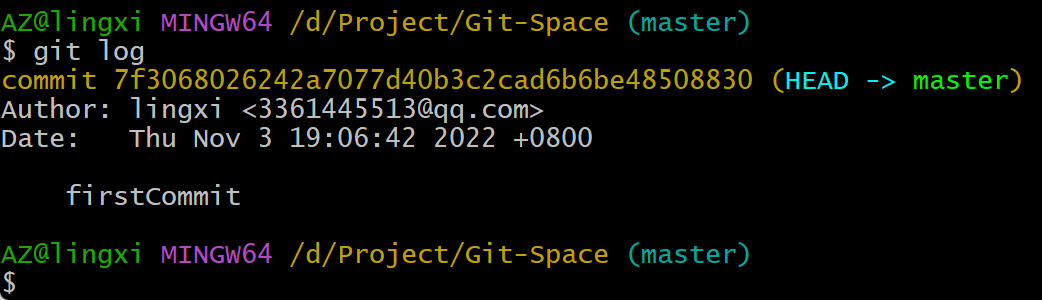 AZ@lingxi MINGW64 /d/Project/Git-Space (master)
$ git log
commit 7f3068026242a7077d40b3c2cad6b6be48508830 (HEAD -> master)
Author: lingxi <3361445513@qq.com>
Date:   Thu Nov 3 19:06:42 2022 +0800
    firstCommit
AZ@lingxi MINGW64 /d/Project/Git-Space (master)
$